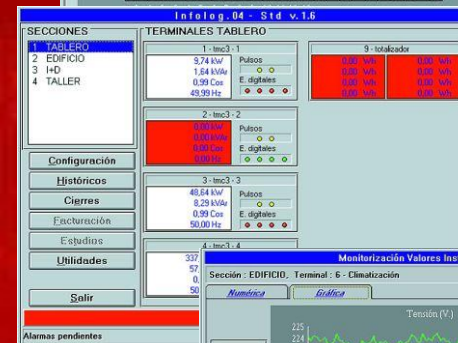 Infolog.04 - Std v.1.6
SECCIONES
1 TABLERO
2 EDIFICIO
3 I+D
4 TALLER
Configuración
Históricos
Cierres
Facturación
Estudios
Utilidades
Salir
Alarmas pendientes
TERMINALES TABLERO
1 - tmc3 - 1
9,74 kW
1,64 kVAr
0,99 Cos
49,99 Hz
Pulsos
E. digitales
2 - tmc3 - 2
0,00 kW
0,00 kVAr
0,00 Cos
0,00 Hz
Pulsos
E. digitales
3 - tmc3 - 3
48,64 kW
8,29 kVAr
0,99 Cos
50,00 Hz
Pulsos
E. digitales
4 - tmc3 - 4
337,
57,
0,
50
9 - totalizador
0,00 Wh 0,00 Wh
0,00 Wh 0,00 Wh
0,00 Wh 0,00 Wh
Monitorización Valores Ins
Sección : EDIFICIO, Terminal : 6 - Climatización
Numérica
Gráfica
Tensión (V.)
225
224